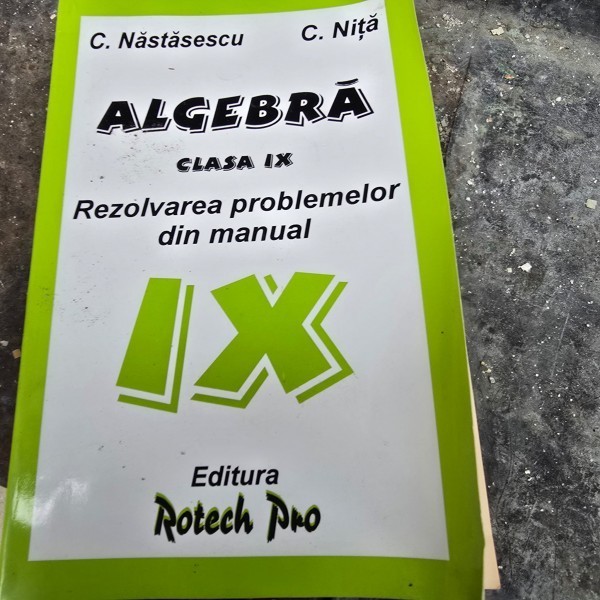 C. Năstăsescu C. Niță
ALGEBRĂ
CLASA IX
Rezolvarea problemelor
din manual
IX
Editura
Rotech Pro